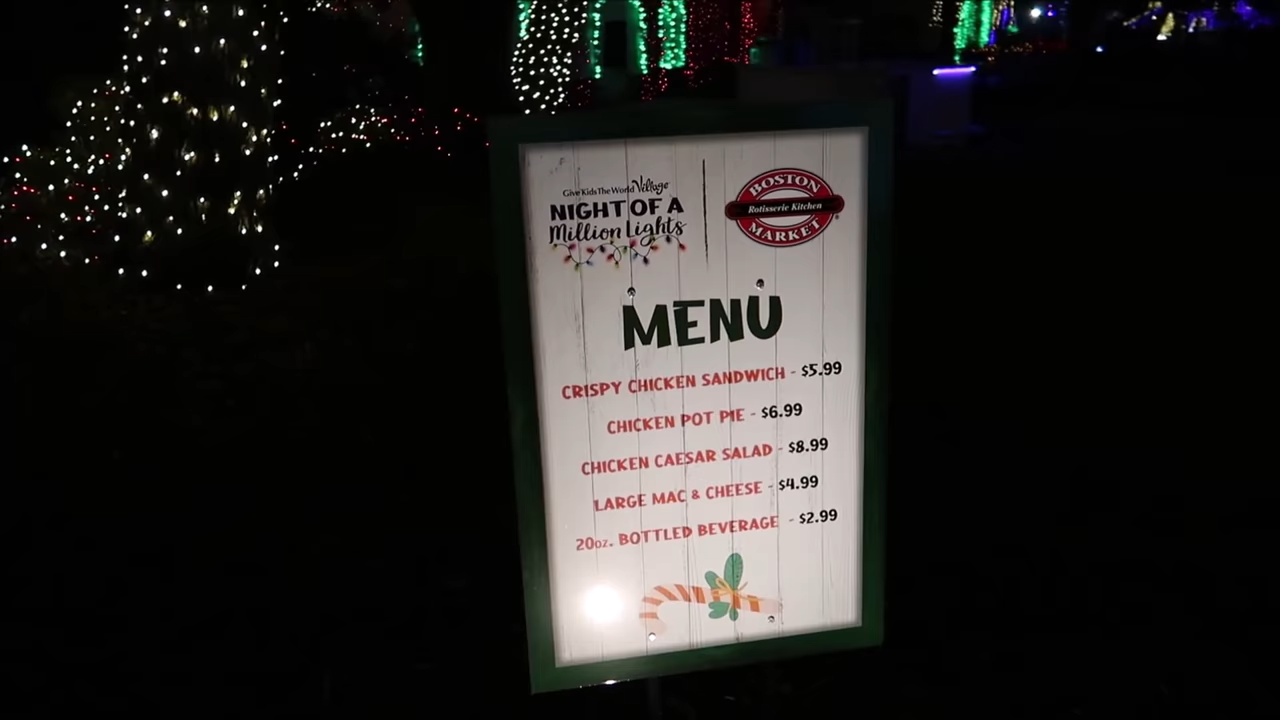 Give Kids The World Village
NIGHT OF A
Million Lights
BOSTON
Rotisserie Kitchen
MARKET
MENU
CRISPY CHICKEN SANDWICH - $5.99
CHICKEN POT PIE - $6.99
CHICKEN CAESAR SALAD - $8.99
LARGE MAC & CHEESE - $4.99
20oz. BOTTLED BEVERAGE - $2.99